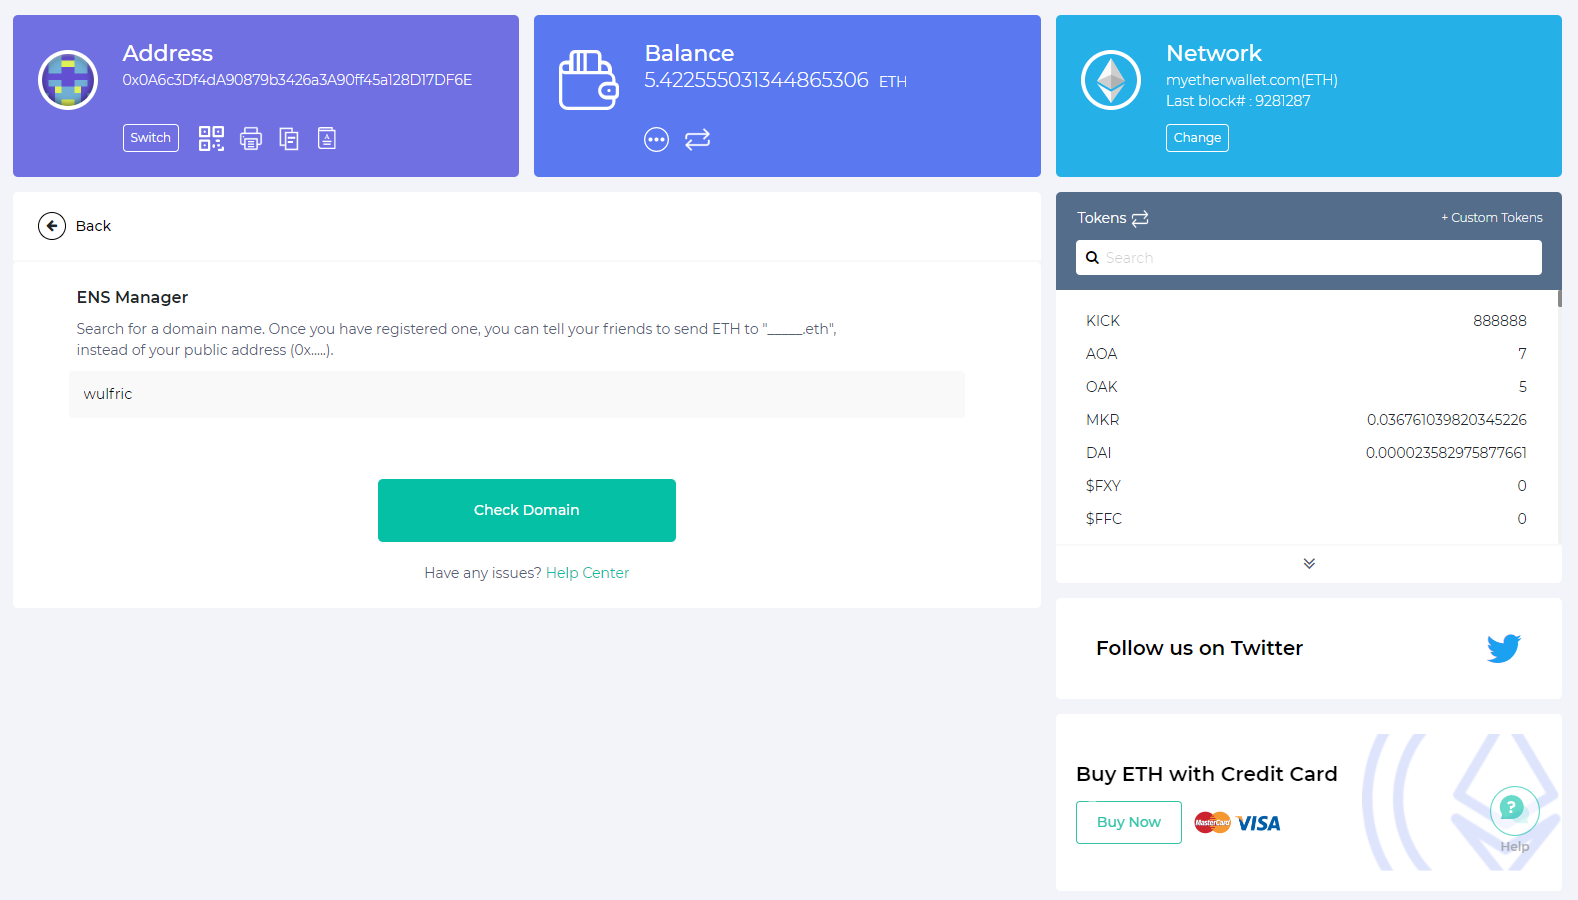 Address
0x0A6c3Df4dA90879b3426a3A90ff45a128D17DF6E
Switch
Balance
5.422555031344865306 ETH
Network
myetherwallet.com(ETH)
Last block# : 9281287
Change
Back
ENS Manager
Search for a domain name. Once you have registered one, you can tell your friends to send ETH to "_____.eth",
instead of your public address (0x.....).
wulfric
Check Domain
Have any issues? Help Center
Tokens
+ Custom Tokens
Search
KICK 888888
AOA 7
OAK 5
MKR 0.036761039820345226
DAI 0.000023582975877661
$FXY 0
$FFC 0
Follow us on Twitter
Buy ETH with Credit Card
Buy Now
MasterCard VISA
?
Help